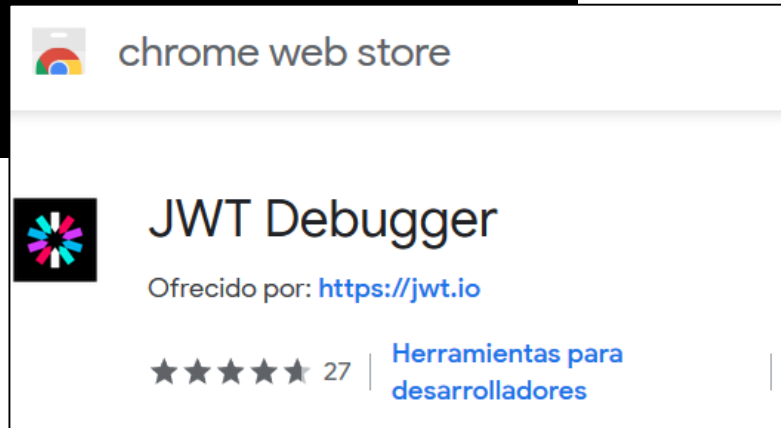 chrome web store
JWT Debugger
Ofrecido por: https://jwt.io
27
Herramientas para
desarrolladores